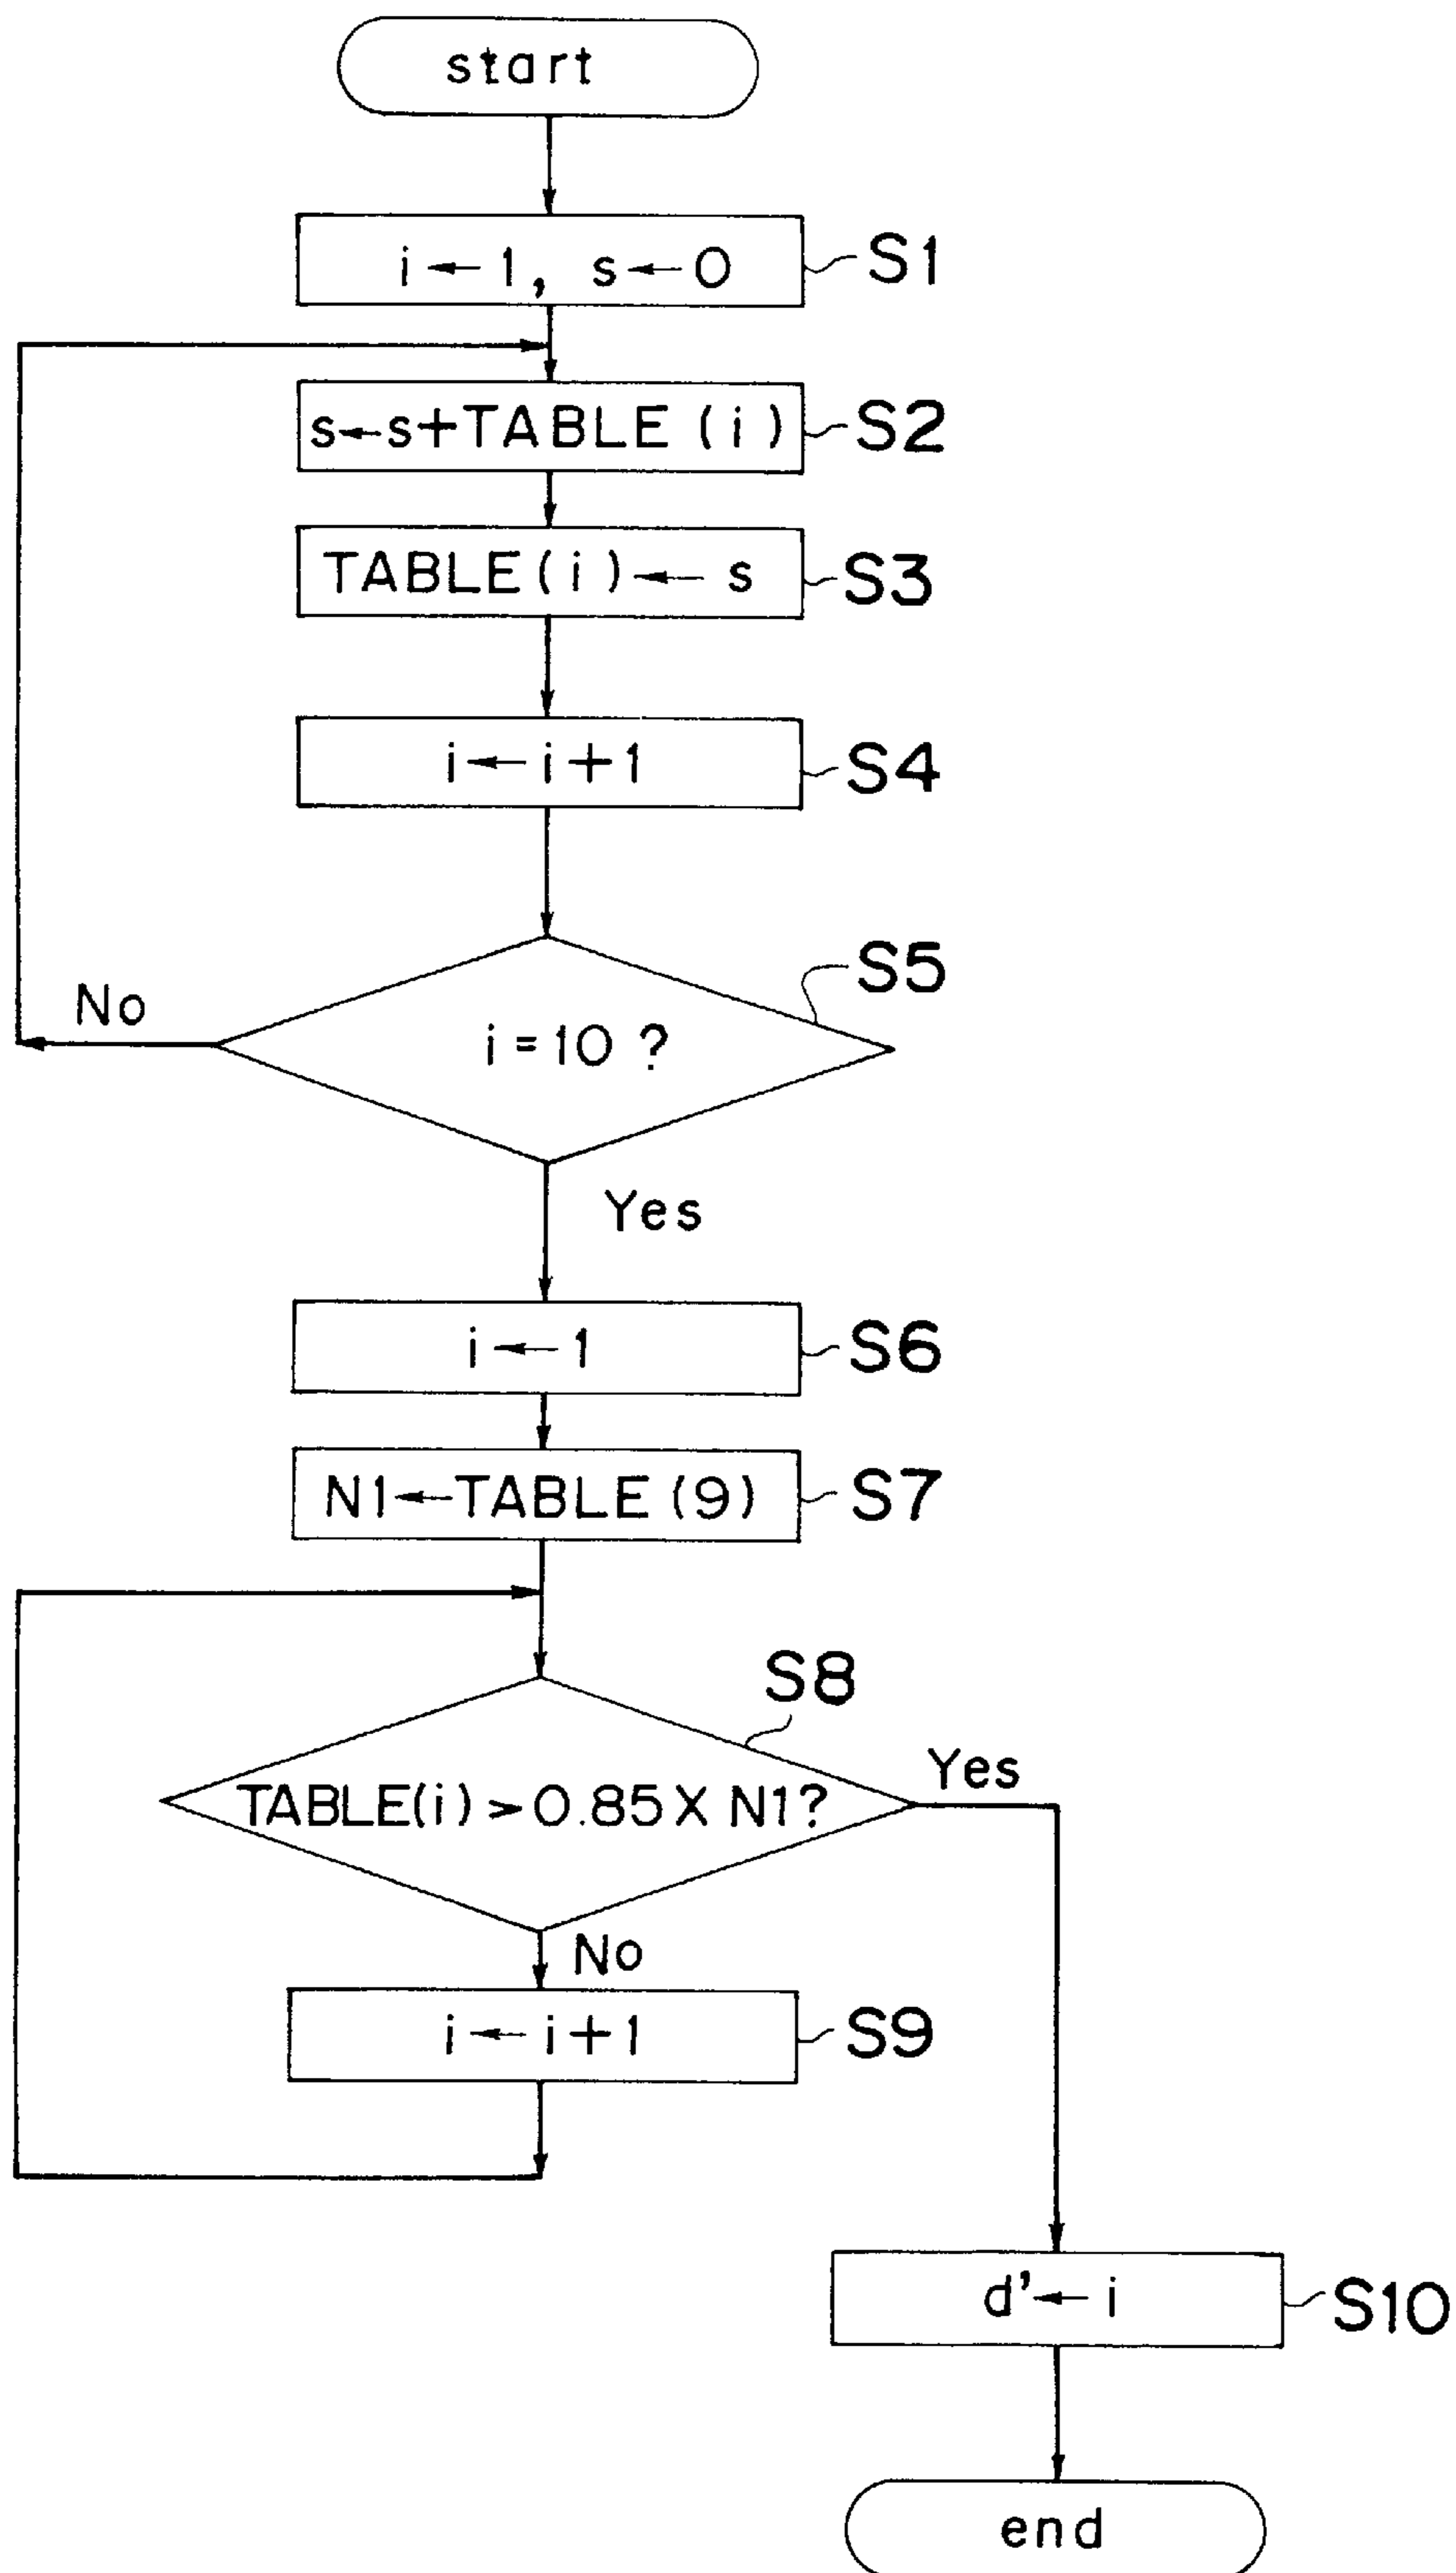 start
i ← 1, s ← 0 S1
s ← s + TABLE (i) S2
TABLE (i) ← s S3
i ← i + 1 S4
S5
No
i = 10 ?
Yes
i ← 1 S6
N1 ← TABLE (9) S7
S8
Yes
TABLE(i) > 0.85 X N1?
No
i ← i + 1 S9
d' ← i S10
end